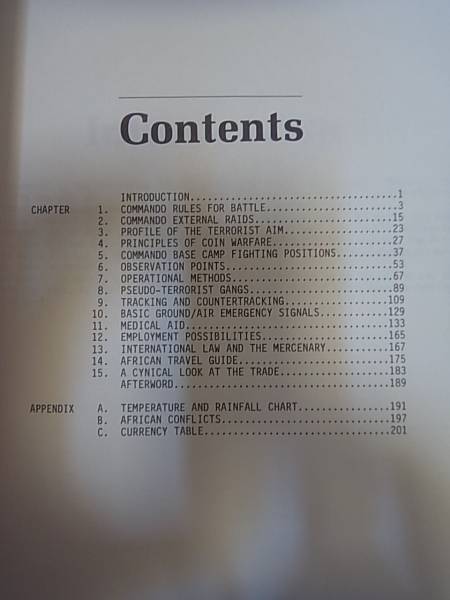 Contents
INTRODUCTION....................................1
CHAPTER 1. COMMANDO RULES FOR BATTLE.......................3
2. COMMANDO EXTERNAL RAIDS........................15
3. PROFILE OF THE TERRORIST AIM...................23
4. PRINCIPLES OF COIN WARFARE.....................27
5. COMMANDO BASE CAMP FIGHTING POSITIONS..........37
6. OBSERVATION POINTS.............................53
7. OPERATIONAL METHODS............................67
8. PSEUDO-TERRORIST GANGS.........................89
9. TRACKING AND COUNTERTRACKING..................109
10. BASIC GROUND/AIR EMERGENCY SIGNALS............129
11. MEDICAL AID...................................133
12. EMPLOYMENT POSSIBILITIES......................165
13. INTERNATIONAL LAW AND THE MERCENARY...........167
14. AFRICAN TRAVEL GUIDE..........................175
15. A CYNICAL LOOK AT THE TRADE...................183
AFTERWORD.....................................189
APPENDIX A. TEMPERATURE AND RAINFALL CHART................191
B. AFRICAN CONFLICTS.............................197
C. CURRENCY TABLE................................201